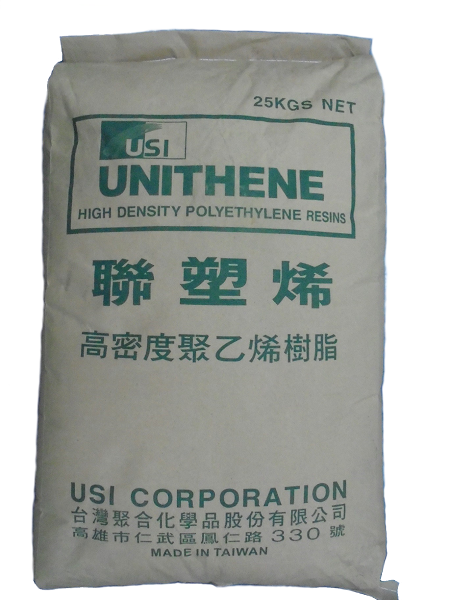 25KGS NET
USI
UNITHENE
HIGH DENSITY POLYETHYLENE RESINS
聯塑烯
高密度聚乙烯樹脂
USI CORPORATION
台灣聚合化學品股份有限公司
高雄市仁武區鳳仁路330號
MADE IN TAIWAN